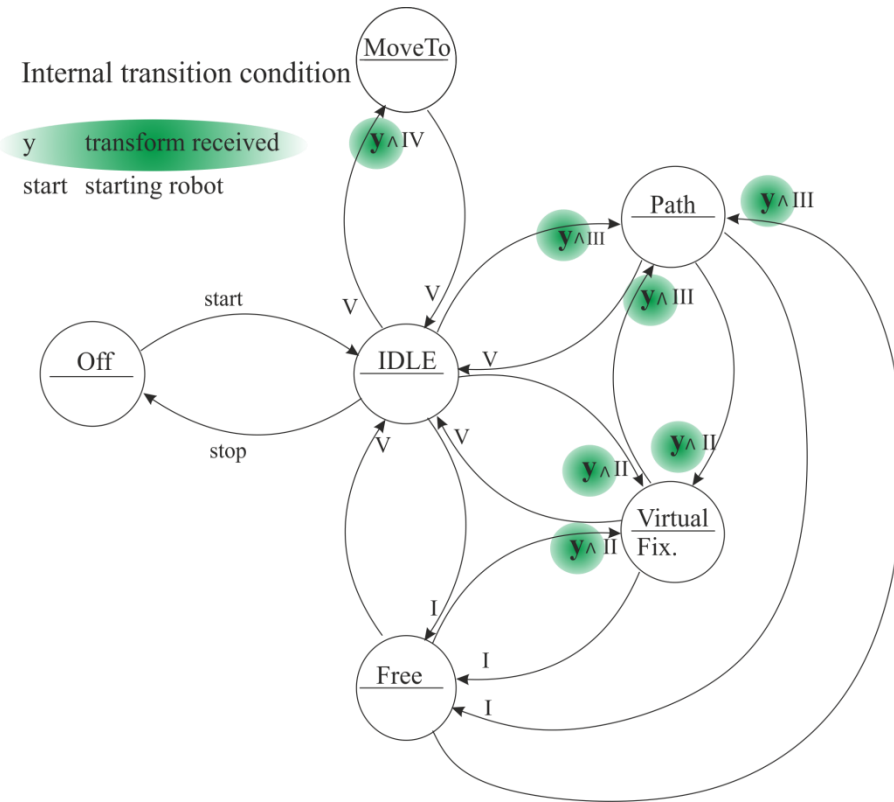 MoveTo
Internal transition condition
y transform received
start starting robot
y ∧ IV
Path
y ∧ III
y ∧ III
y ∧ III
start
V
V
Off
IDLE
V
stop
V
V
y ∧ II
y ∧ II
Virtual
Fix.
y ∧ II
I
Free
I
I